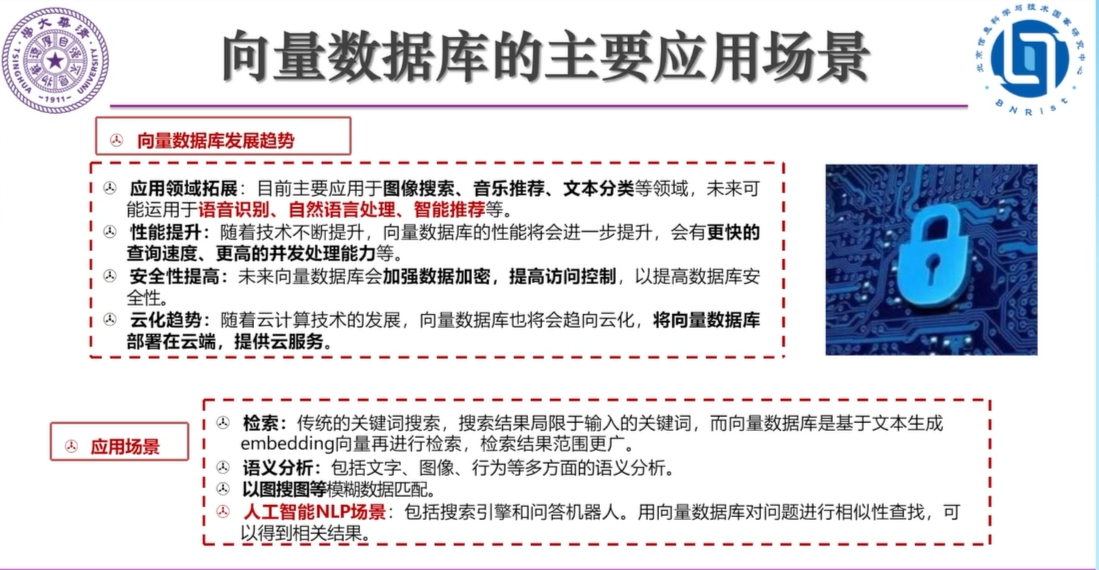 向量数据库的主要应用场景
清华大学
TSINGHUA UNIVERSITY
-1911-
北京信息科学与技术国家研究中心
BNRist
向量数据库发展趋势
应用领域拓展：目前主要应用于图像搜索、音乐推荐、文本分类等领域，未来可
能运用于语音识别、自然语言处理、智能推荐等。
性能提升：随着技术不断提升，向量数据库的性能将会进一步提升，会有更快的
查询速度、更高的并发处理能力等。
安全性提高：未来向量数据库会加强数据加密，提高访问控制，以提高数据库安
全性。
云化趋势：随着云计算技术的发展，向量数据库也将会趋向云化，将向量数据库
部署在云端，提供云服务。
应用场景
检索：传统的关键词搜索，搜索结果局限于输入的关键词，而向量数据库是基于文本生成
embedding向量再进行检索，检索结果范围更广。
语义分析：包括文字、图像、行为等多方面的语义分析。
以图搜图等模糊数据匹配。
人工智能NLP场景：包括搜索引擎和问答机器人。用向量数据库对问题进行相似性查找，可
以得到相关结果。